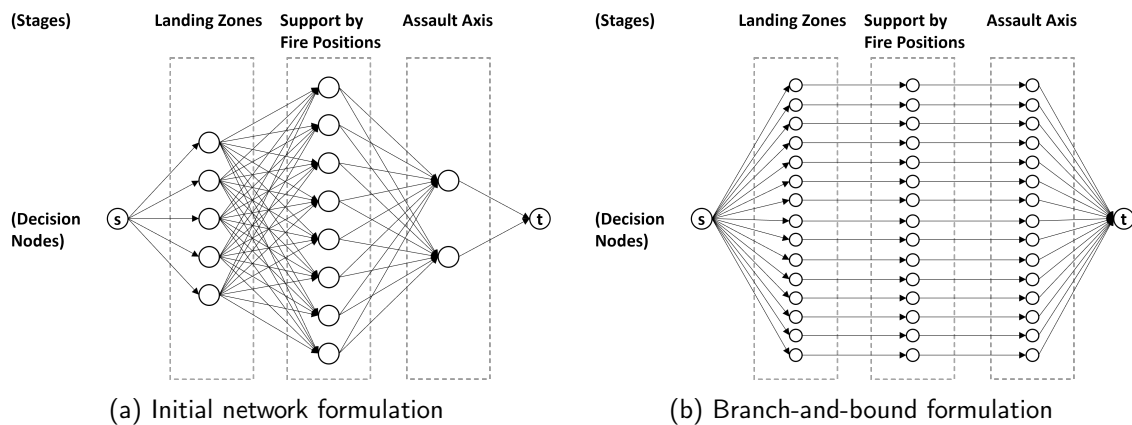 (Stages)
Landing Zones
Support by
Fire Positions
Assault Axis
(Decision
Nodes)
s
t
(a) Initial network formulation
(Stages)
Landing Zones
Support by
Fire Positions
Assault Axis
(Decision
Nodes)
s
t
(b) Branch-and-bound formulation